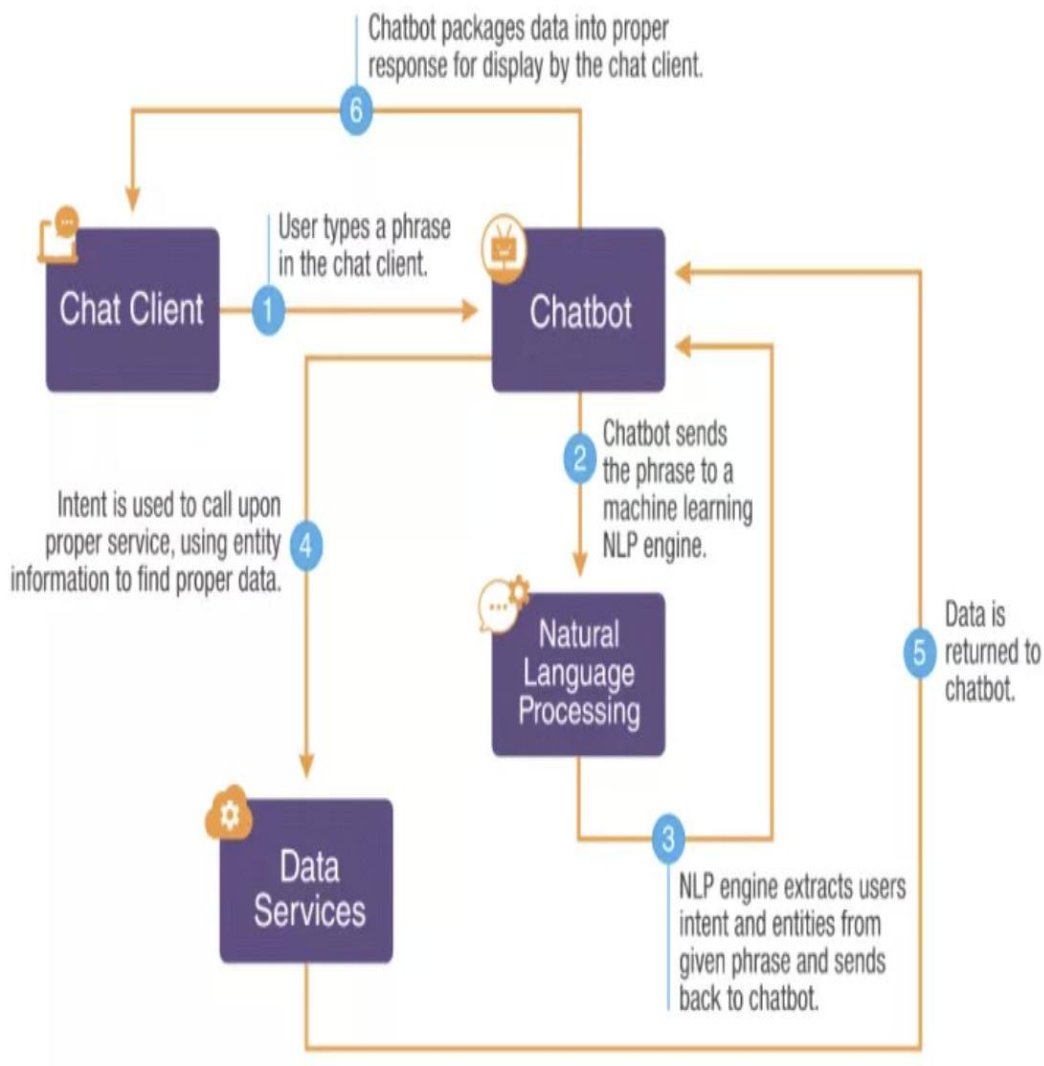 Chatbot packages data into proper
response for display by the chat client.
6
User types a phrase
in the chat client.
Chat Client
1
Chatbot
2
Chatbot sends
the phrase to a
machine learning
NLP engine.
Intent is used to call upon
proper service, using entity
information to find proper data.
4
Natural
Language
Processing
5
Data is
returned to
chatbot.
3
NLP engine extracts users
intent and entities from
given phrase and sends
back to chatbot.
Data
Services